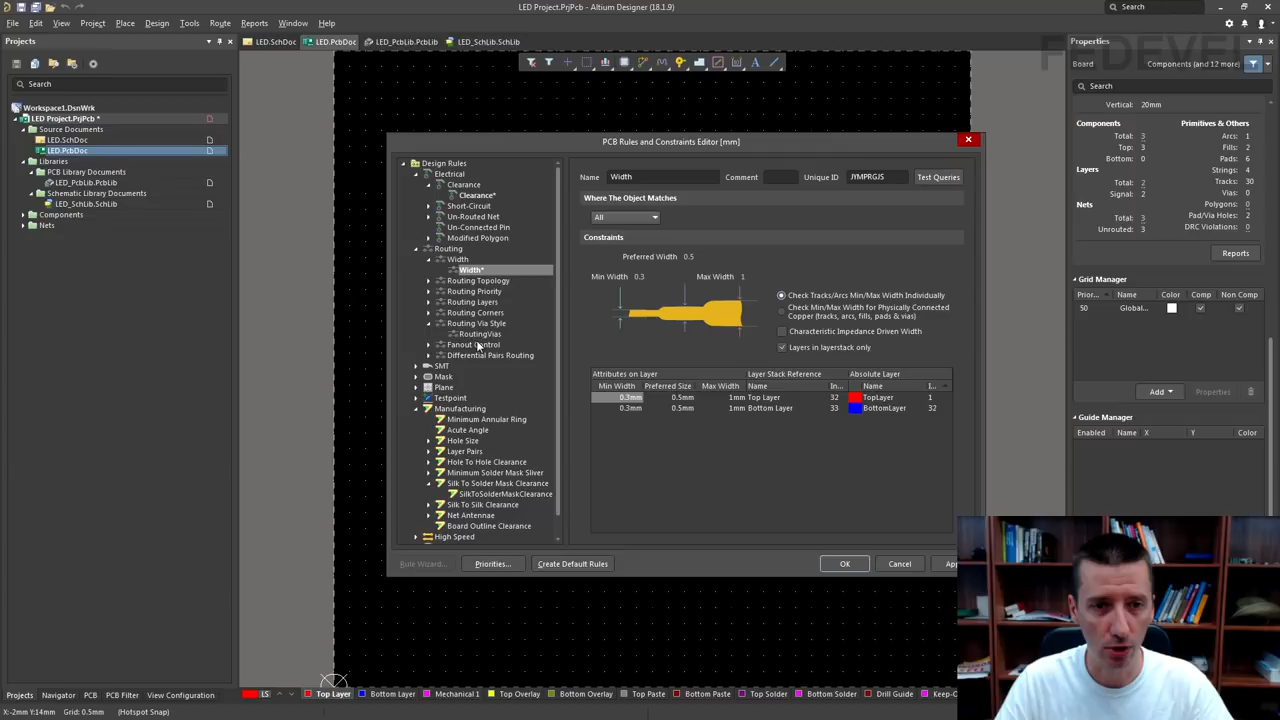 LED Project.PrjPcb - Altium Designer (18.1.9)
Search
File Edit View Project Place Design Tools Route Reports Window Help
Projects
LED.SchDoc
LED.PcbDoc
LED_PcbLib.PcbLib
LED_SchLib.SchLib
Search
Workspace1.DsnWrk
LED Project.PrjPcb *
Source Documents
LED.SchDoc
LED.PcbDoc
Libraries
PCB Library Documents
LED_PcbLib.PcbLib
Schematic Library Documents
LED_SchLib.SchLib
Components
Nets
PCB Rules and Constraints Editor [mm]
Design Rules
Electrical
Clearance
Clearance*
Short-Circuit
Un-Routed Net
Un-Connected Pin
Modified Polygon
Routing
Width
Width*
Routing Topology
Routing Priority
Routing Layers
Routing Corners
Routing Via Style
RoutingVias
Fanout Control
Differential Pairs Routing
SMT
Mask
Plane
Testpoint
Manufacturing
Minimum Annular Ring
Acute Angle
Hole Size
Layer Pairs
Hole To Hole Clearance
Minimum Solder Mask Sliver
Silk To Solder Mask Clearance
SilkToSolderMaskClearance
Silk To Silk Clearance
Net Antennae
Board Outline Clearance
High Speed
Name Width Comment Unique ID JYMPRGJS Test Queries
Where The Object Matches
All
Constraints
Preferred Width 0.5
Min Width 0.3 Max Width 1
Check Tracks/Arcs Min/Max Width Individually
Check Min/Max Width for Physically Connected
Copper (tracks, arcs, fills, pads & vias)
Characteristic Impedance Driven Width
Layers in layerstack only
Attributes on Layer Layer Stack Reference Absolute Layer
Min Width Preferred Size Max Width Name In... Name I...
0.3mm 0.5mm 1mm Top Layer 32 TopLayer 1
0.3mm 0.5mm 1mm Bottom Layer 33 BottomLayer 32
Rule Wizard... Priorities... Create Default Rules OK Cancel App
FEDEVEL
Properties
Board Components (and 12 more)
Search
Vertical: 20mm
Components Primitives & Others
Total: 3 Arcs: 1
Top: 3 Fills: 2
Bottom: 0 Pads: 6
Layers Strings: 4
Total: 2 Tracks: 30
Signal: 2 Vias: 0
Nets Polygons: 0
Total: 3 Pad/Via Holes: 2
Unrouted: 3 DRC Violations: 0
Reports
Grid Manager
Prior... Name Color Comp Non Comp
50 Global...
Add Properties
Guide Manager
Enabled Name X Y Color
LS Top Layer Bottom Layer Mechanical 1 Top Overlay Bottom Overlay Top Paste Bottom Paste Top Solder Bottom Solder Drill Guide Keep-O
Projects Navigator PCB PCB Filter View Configuration
X:-2mm Y:14mm Grid: 0.5mm (Hotspot Snap)